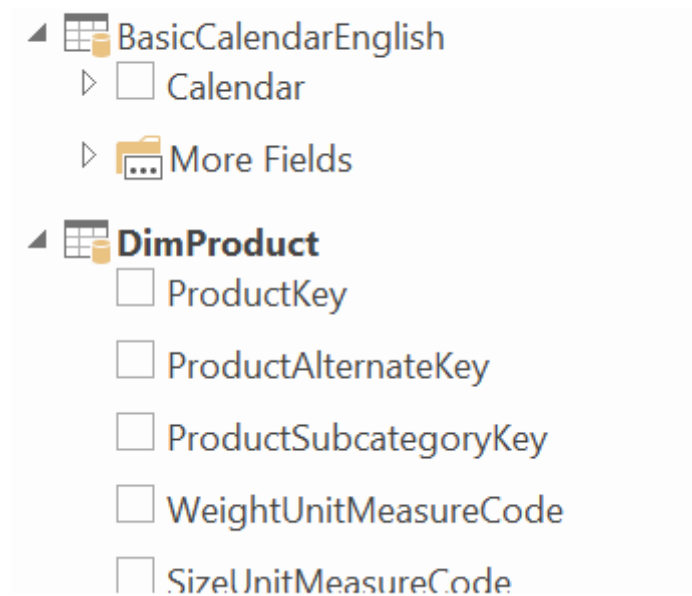 BasicCalendarEnglish
Calendar
More Fields
DimProduct
ProductKey
ProductAlternateKey
ProductSubcategoryKey
WeightUnitMeasureCode
SizeUnitMeasureCode